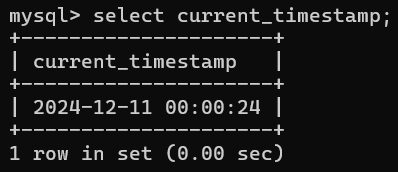 mysql> select current_timestamp;
+---------------------+
| current_timestamp   |
+---------------------+
| 2024-12-11 00:00:24 |
+---------------------+
1 row in set (0.00 sec)